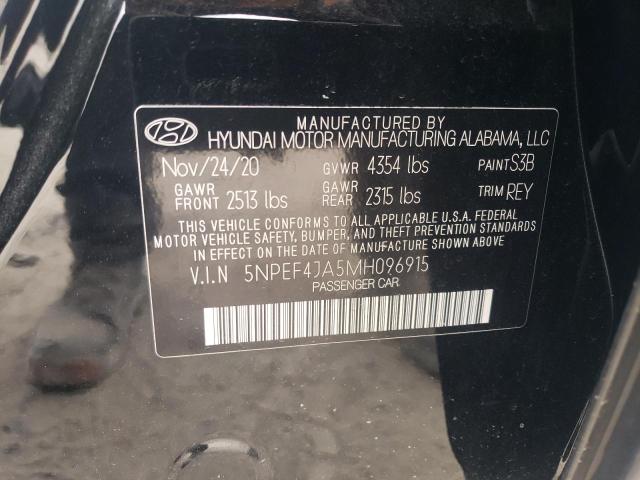 MANUFACTURED BY
HYUNDAI MOTOR MANUFACTURING ALABAMA, LLC
Nov/24/20 GVWR 4354 lbs PAINT S3B
GAWR FRONT 2513 lbs GAWR REAR 2315 lbs TRIM REY
THIS VEHICLE CONFORMS TO ALL APPLICABLE U.S.A. FEDERAL
MOTOR VEHICLE SAFETY, BUMPER, AND THEFT PREVENTION STANDARDS
IN EFFECT ON THE DATE OF MANUFACTURE SHOWN ABOVE.
V.I.N 5NPEF4JA5MH096915
PASSENGER CAR